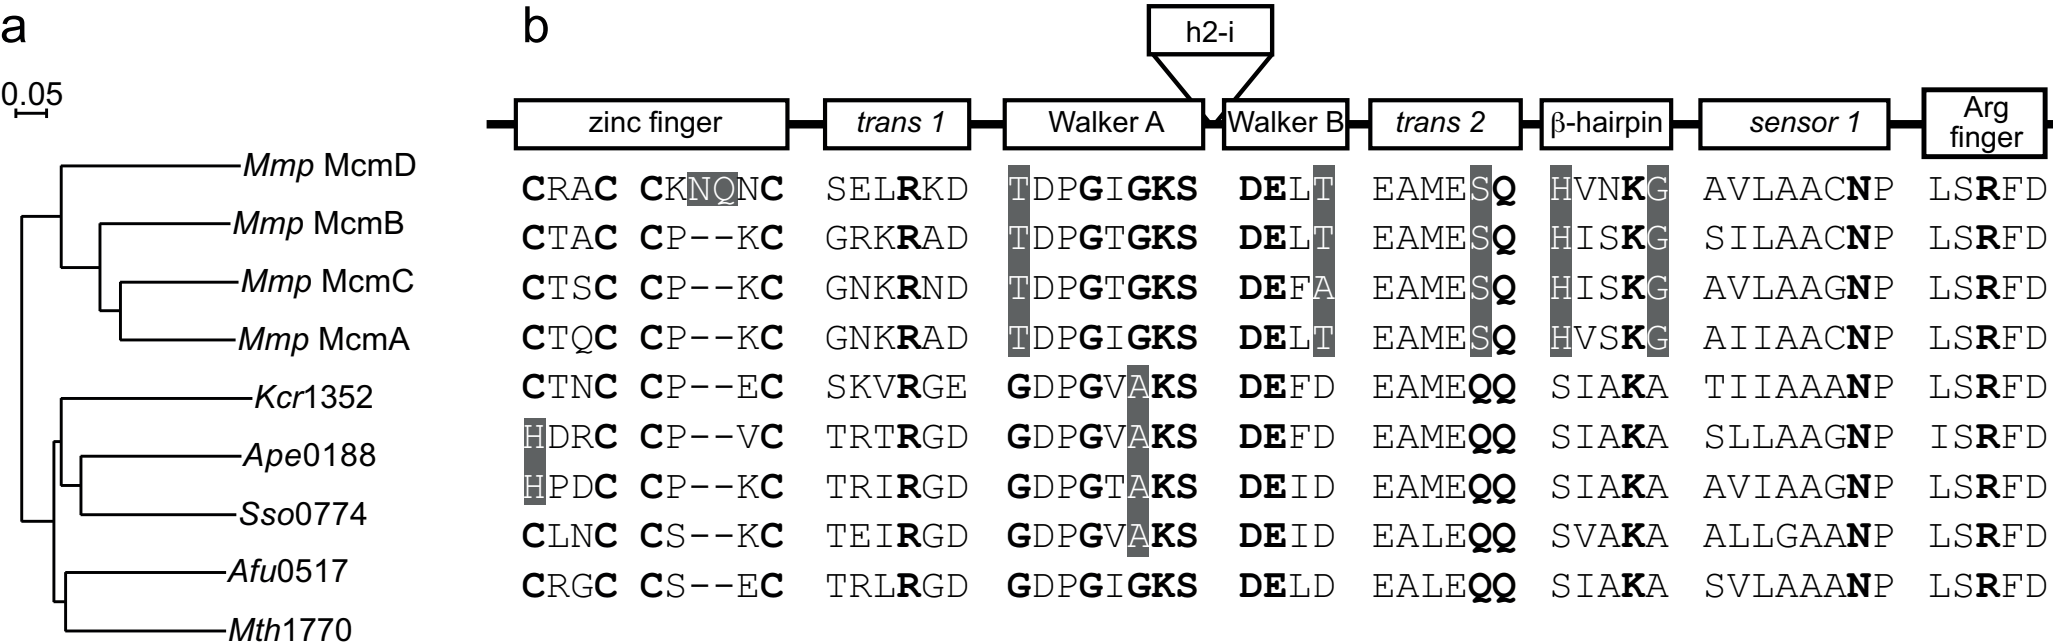 a
0.05
Mmp McmD
Mmp McmB
Mmp McmC
Mmp McmA
Kcr1352
Ape0188
Sso0774
Afu0517
Mth1770
b
h2-i
zinc finger trans 1 Walker A Walker B trans 2 β-hairpin sensor 1 Arg finger
CRAC CKNQNC SELRKD TDPGIGKS DELT EAMESQ HVNKG AVLAACNP LSRFD
CTAC CP--KC GRKRAD TDPGTGKS DELT EAMESQ HISKG SILAACNP LSRFD
CTSC CP--KC GNKRND TDPGTGKS DEFA EAMESQ HISKG AVLAAGNP LSRFD
CTQC CP--KC GNKRAD TDPGIGKS DELT EAMESQ HVSKG AIIAACNP LSRFD
CTNC CP--EC SKVRGE GDPGVAKS DEFD EAMEQQ SIAKA TIIAAANP LSRFD
HDRC CP--VC TRTRGD GDPGVAKS DEFD EAMEQQ SIAKA SLLAAGNP ISRFD
HPDC CP--KC TRIRGD GDPGTAKS DEID EAMEQQ SIAKA AVIAAGNP LSRFD
CLNC CS--KC TEIRGD GDPGVAKS DEID EALEQQ SVAKA ALLGAANP LSRFD
CRGC CS--EC TRLRGD GDPGIGKS DELD EALEQQ SIAKA SVLAAANP LSRFD